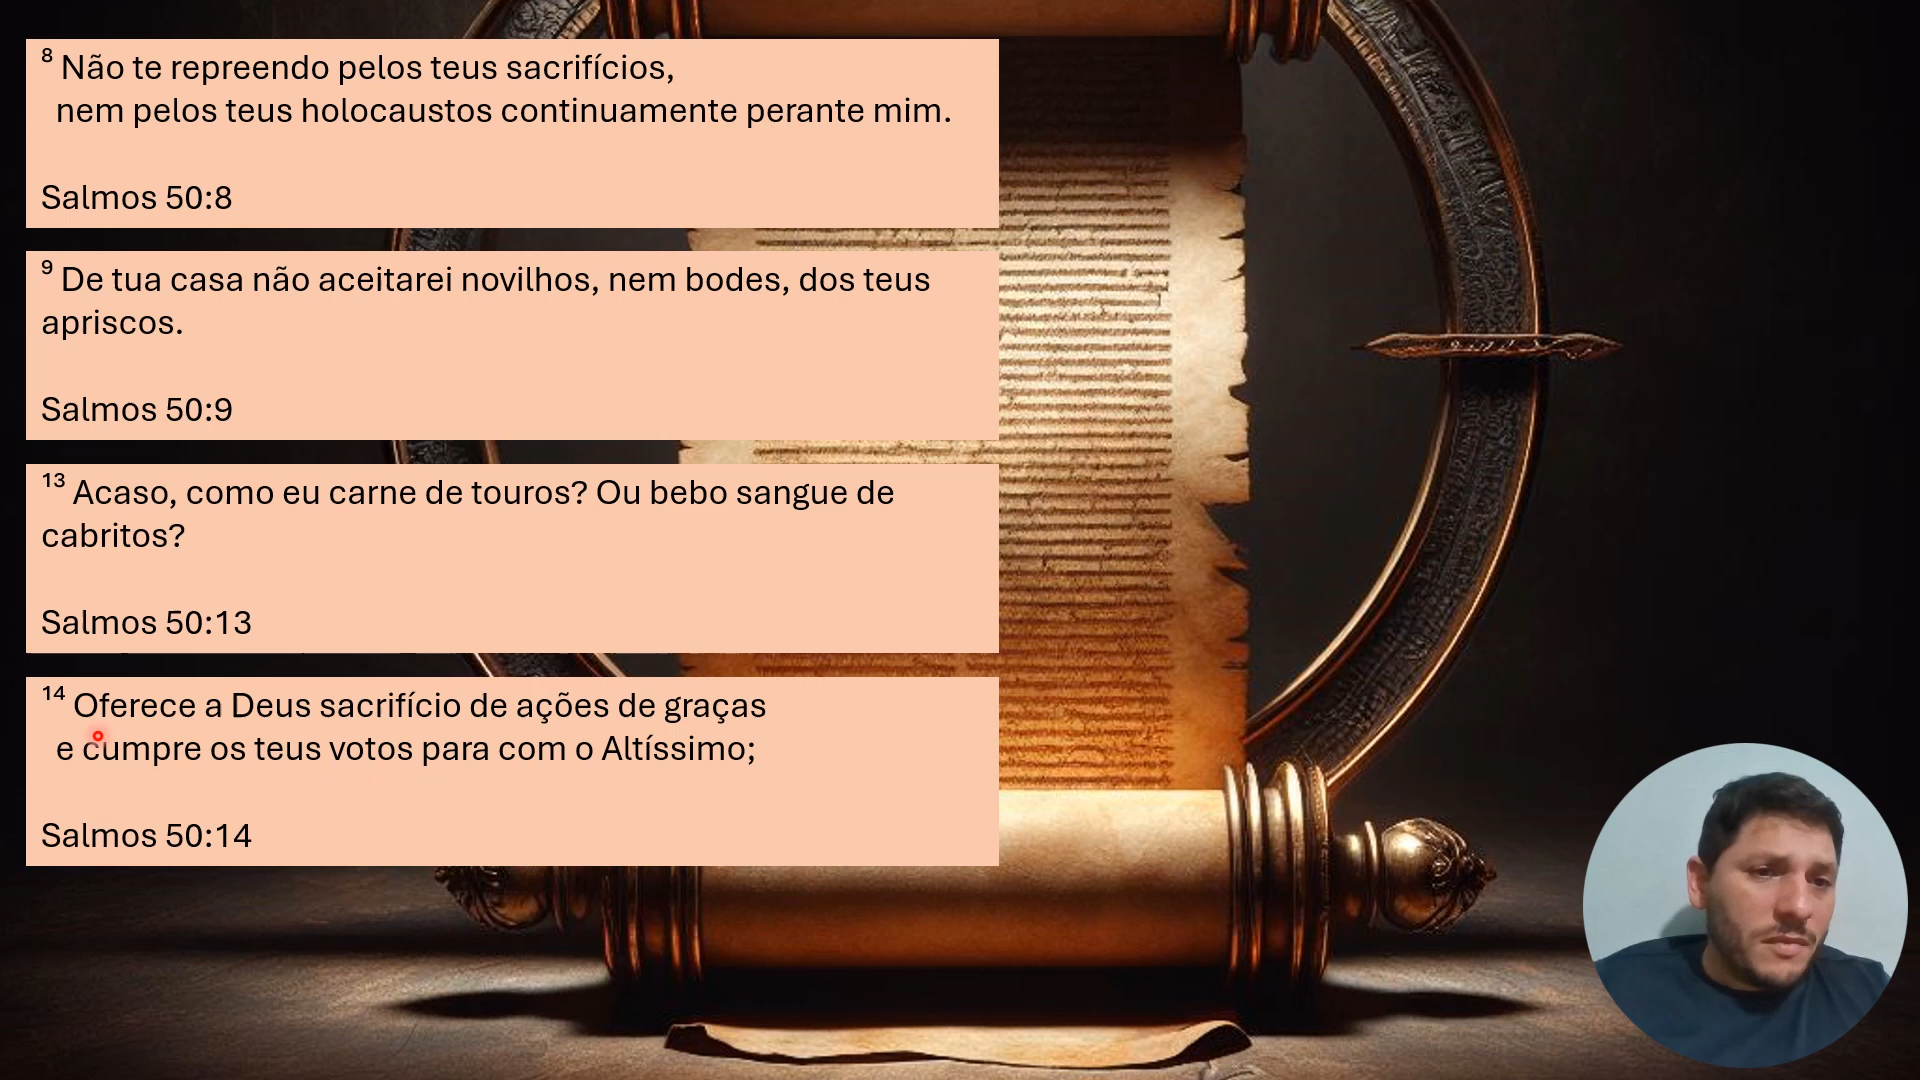 ⁸ Não te repreendo pelos teus sacrifícios,
nem pelos teus holocaustos continuamente perante mim.
Salmos 50:8
⁹ De tua casa não aceitarei novilhos, nem bodes, dos teus
apriscos.
Salmos 50:9
¹³ Acaso, como eu carne de touros? Ou bebo sangue de
cabritos?
Salmos 50:13
¹⁴ Oferece a Deus sacrifício de ações de graças
e cumpre os teus votos para com o Altíssimo;
Salmos 50:14